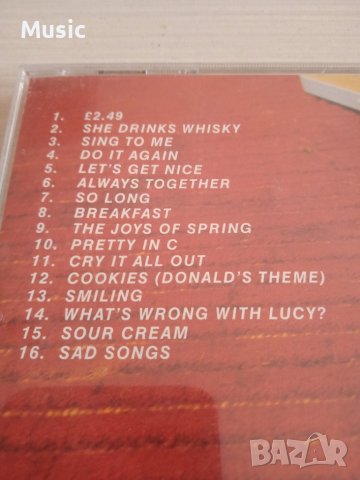 Music
1. £2.49
2. SHE DRINKS WHISKY
3. SING TO ME
4. DO IT AGAIN
5. LET'S GET NICE
6. ALWAYS TOGETHER
7. SO LONG
8. BREAKFAST
9. THE JOYS OF SPRING
10. PRETTY IN C
11. CRY IT ALL OUT
12. COOKIES (DONALD'S THEME)
13. SMILING
14. WHAT'S WRONG WITH LUCY?
15. SOUR CREAM
16. SAD SONGS
BAZAR